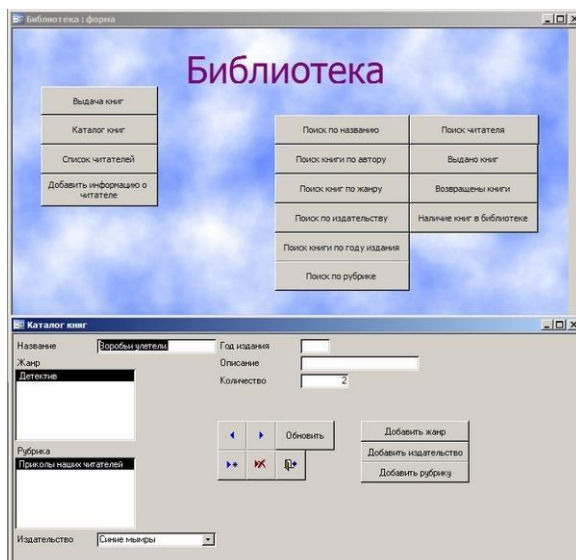 Библиотека : форма
Библиотека
Выдача книг
Каталог книг
Список читателей
Добавить информацию о
читателе
Поиск по названию
Поиск читателя
Поиск книги по автору
Выдано книг
Поиск книг по жанру
Возвращены книги
Поиск по издательству
Наличие книг в библиотеке
Поиск книги по году издания
Поиск по рубрике
Каталог книг
Название
Воробьи улетели.
Год издания
Жанр
Описание
Детектив
Количество
2
Обновить
Добавить жанр
Добавить издательство
Добавить рубрику
Рубрика
Приколы наших читателей
Издательство
Синие мымры